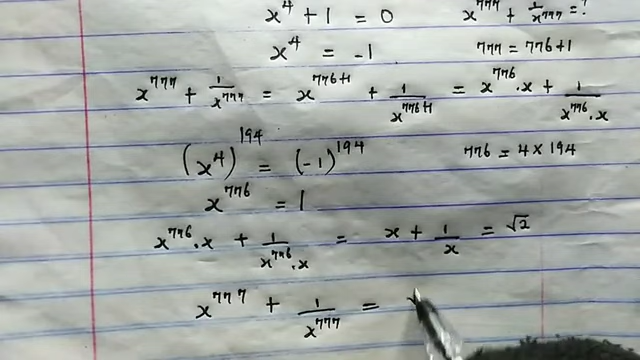 x⁴ + 1 = 0    x⁷⁷⁷ + 1/x⁷⁷⁷ = ?
x⁴ = -1    777 = 776+1
x⁷⁷⁷ + 1/x⁷⁷⁷ = x⁷⁷⁶⁺¹ + 1/x⁷⁷⁶⁺¹ = x⁷⁷⁶·x + 1/x⁷⁷⁶·x
(x⁴)¹⁹⁴ = (-1)¹⁹⁴    776 = 4 × 194
x⁷⁷⁶ = 1
x⁷⁷⁶·x + 1/x⁷⁷⁶·x = x + 1/x = √2
x⁷⁷⁷ + 1/x⁷⁷⁷ =